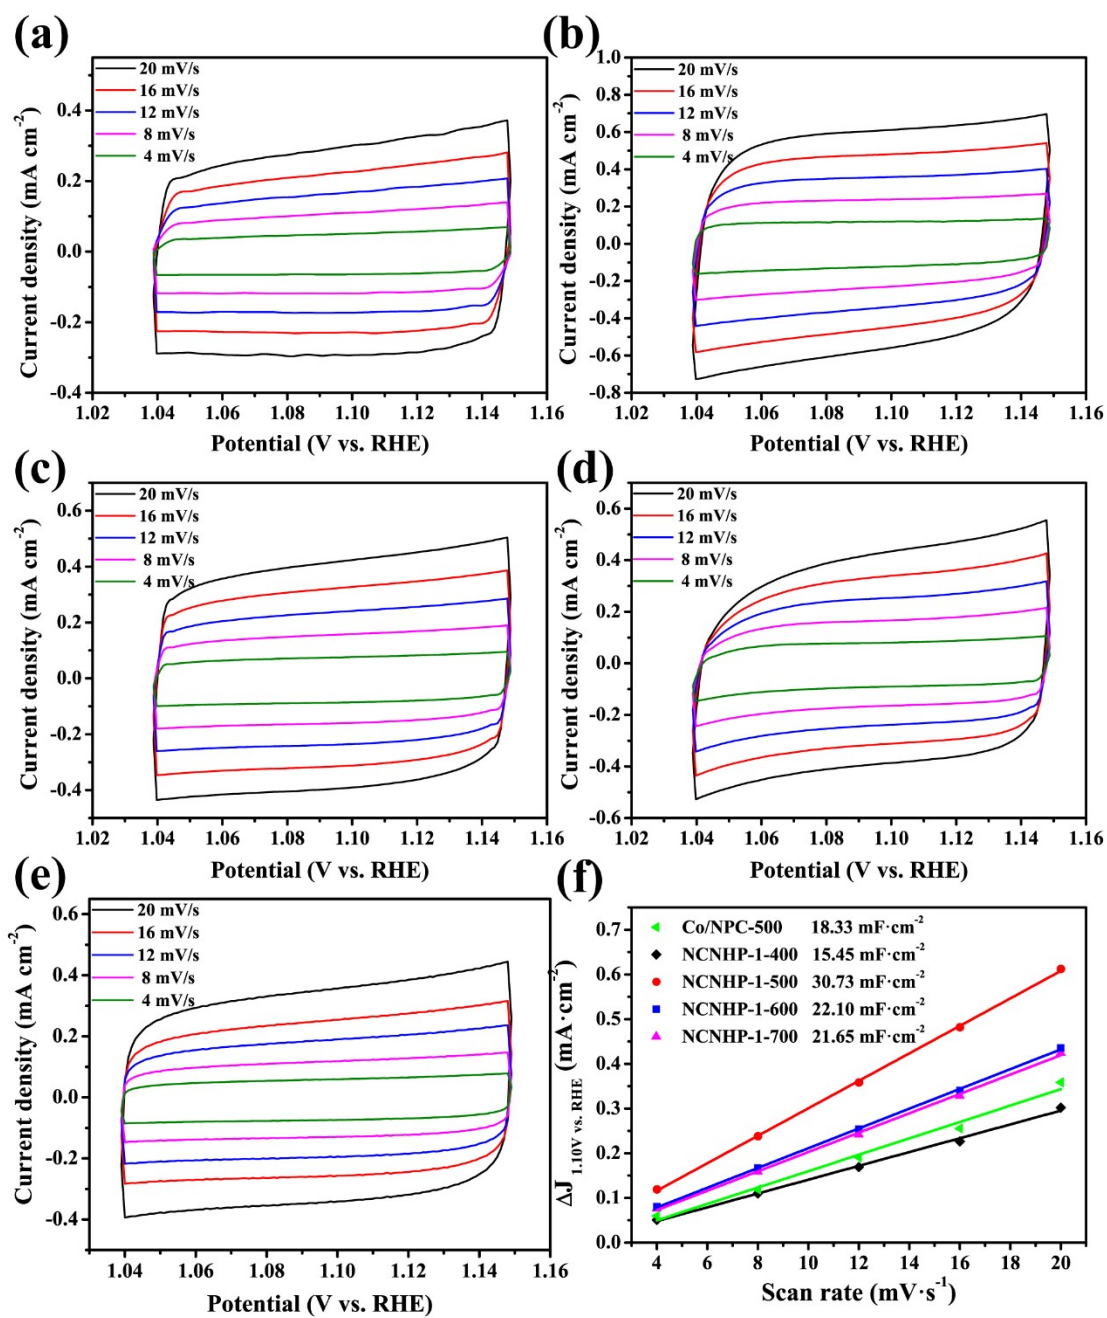 (a)
20 mV/s
16 mV/s
12 mV/s
8 mV/s
4 mV/s
0.4
0.2
0.0
-0.2
-0.4
Current density (mA cm⁻²)
1.02 1.04 1.06 1.08 1.10 1.12 1.14 1.16
Potential (V vs. RHE)
(b)
20 mV/s
16 mV/s
12 mV/s
8 mV/s
4 mV/s
1.0
0.8
0.6
0.4
0.2
0.0
-0.2
-0.4
-0.6
-0.8
Current density (mA cm⁻²)
1.02 1.04 1.06 1.08 1.10 1.12 1.14 1.16
Potential (V vs. RHE)
(c)
20 mV/s
16 mV/s
12 mV/s
8 mV/s
4 mV/s
0.6
0.4
0.2
0.0
-0.2
-0.4
Current density (mA cm⁻²)
1.02 1.04 1.06 1.08 1.10 1.12 1.14 1.16
Potential (V vs. RHE)
(d)
20 mV/s
16 mV/s
12 mV/s
8 mV/s
4 mV/s
0.6
0.4
0.2
0.0
-0.2
-0.4
-0.6
Current density (mA cm⁻²)
1.02 1.04 1.06 1.08 1.10 1.12 1.14 1.16
Potential (V vs. RHE)
(e)
20 mV/s
16 mV/s
12 mV/s
8 mV/s
4 mV/s
0.6
0.4
0.2
0.0
-0.2
-0.4
Current density (mA cm⁻²)
1.04 1.06 1.08 1.10 1.12 1.14 1.16
Potential (V vs. RHE)
(f)
Co/NPC-500 18.33 mF·cm⁻²
NCNHP-1-400 15.45 mF·cm⁻²
NCNHP-1-500 30.73 mF·cm⁻²
NCNHP-1-600 22.10 mF·cm⁻²
NCNHP-1-700 21.65 mF·cm⁻²
0.7
0.6
0.5
0.4
0.3
0.2
0.1
0.0
ΔJ 1.10V vs. RHE (mA·cm⁻²)
4 6 8 10 12 14 16 18 20
Scan rate (mV·s⁻¹)